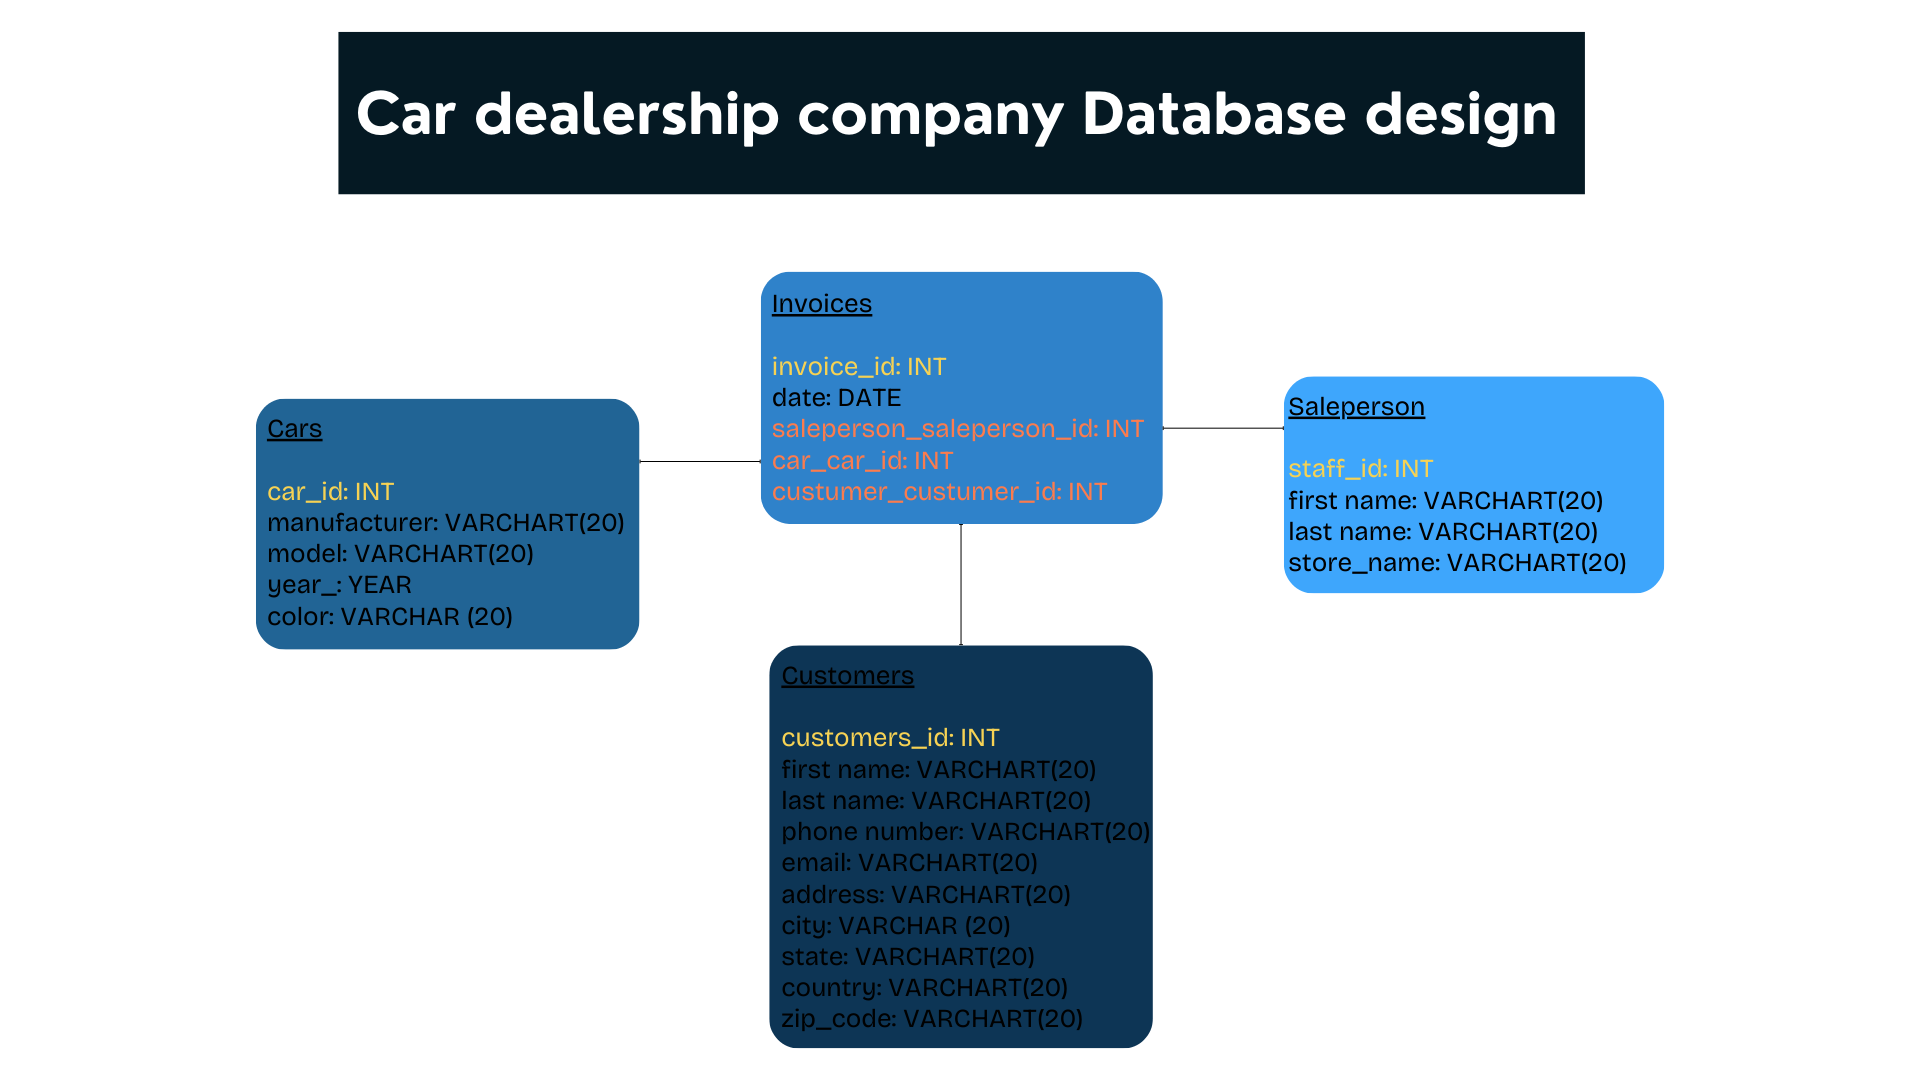 Car dealership company Database design
Invoices
invoice_id: INT
date: DATE
saleperson_saleperson_id: INT
car_car_id: INT
custumer_custumer_id: INT
Cars
car_id: INT
manufacturer: VARCHART(20)
model: VARCHART(20)
year_: YEAR
color: VARCHAR (20)
Saleperson
staff_id: INT
first name: VARCHART(20)
last name: VARCHART(20)
store_name: VARCHART(20)
Customers
customers_id: INT
first name: VARCHART(20)
last name: VARCHART(20)
phone number: VARCHART(20)
email: VARCHART(20)
address: VARCHART(20)
city: VARCHAR (20)
state: VARCHART(20)
country: VARCHART(20)
zip_code: VARCHART(20)